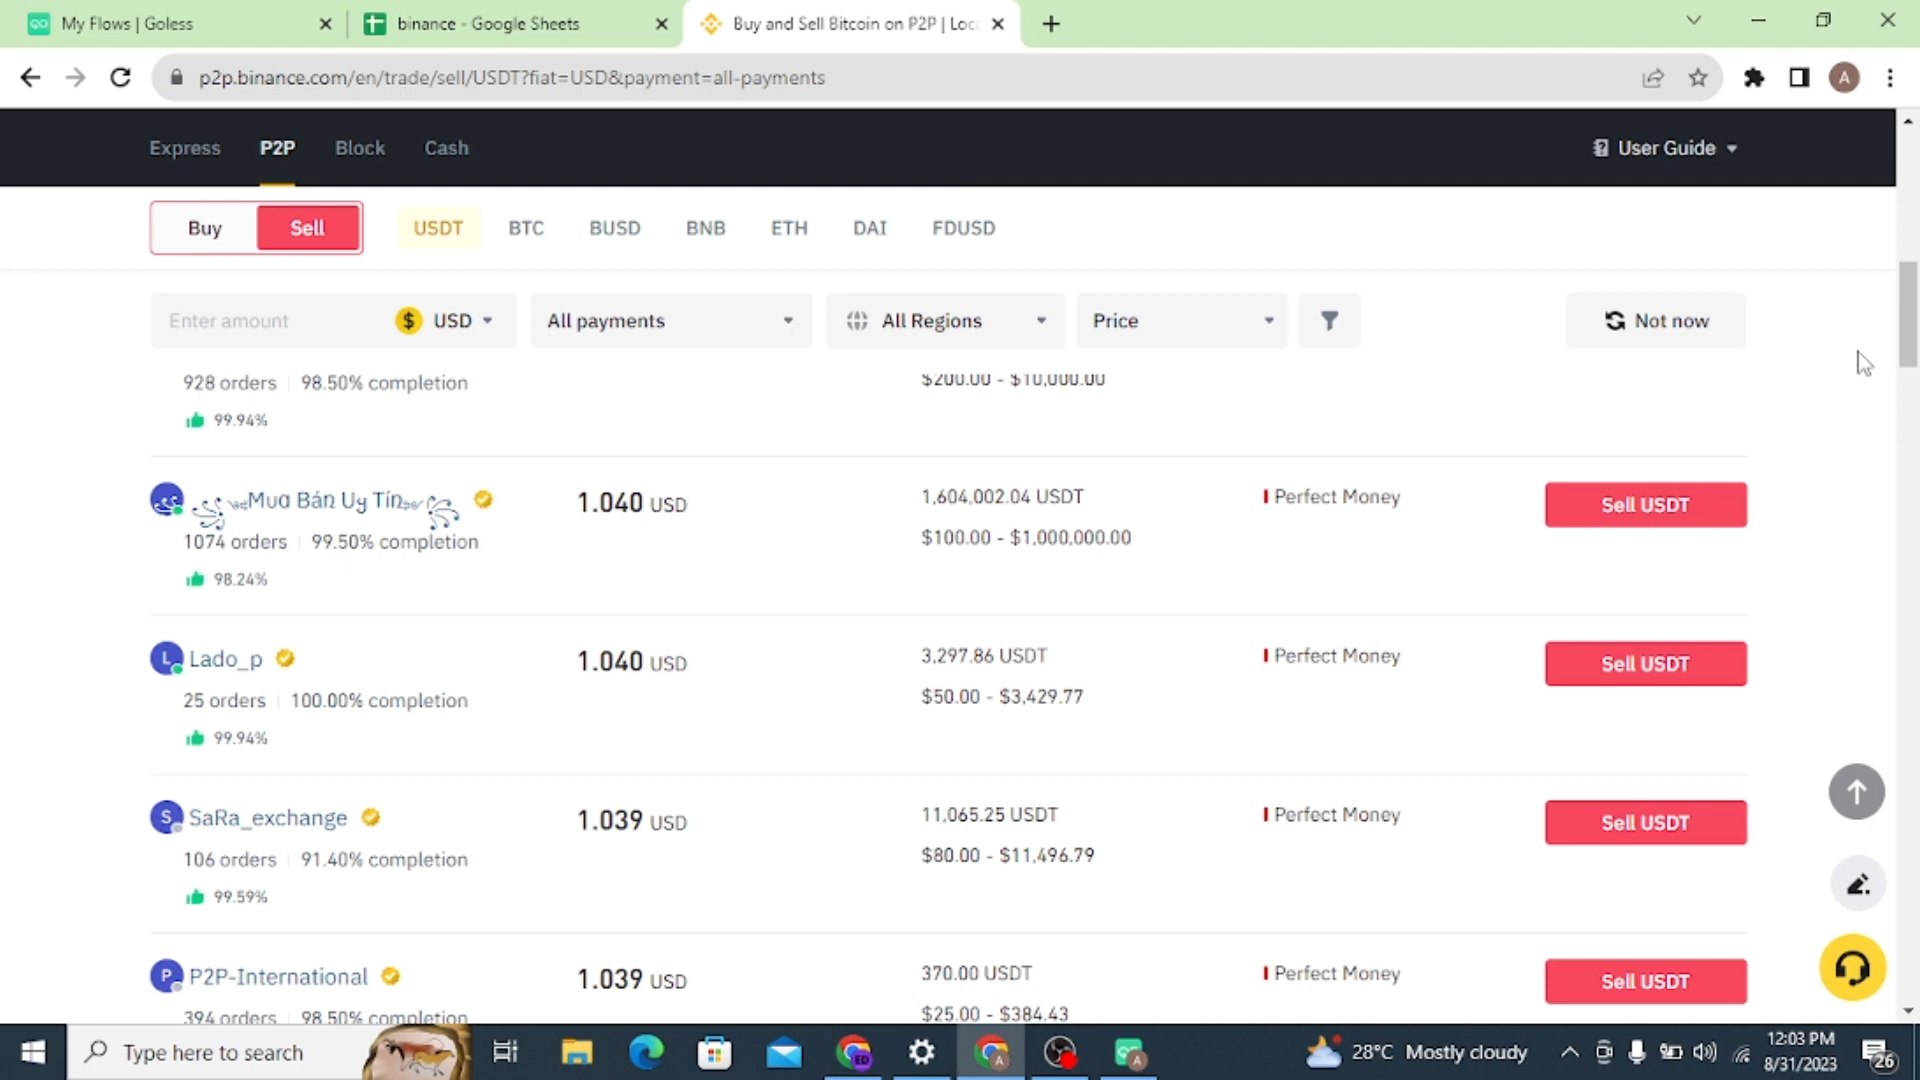 My Flows | Goless
binance - Google Sheets
Buy and Sell Bitcoin on P2P | Loc
p2p.binance.com/en/trade/sell/USDT?fiat=USD&payment=all-payments
A
Express P2P Block Cash User Guide
Buy Sell USDT BTC BUSD BNB ETH DAI FDUSD
Enter amount $ USD All payments All Regions Price Not now
928 orders 98.50% completion $200.00 - $10,000.00
99.94%
Mua Bán Uy Tín 1.040 USD 1,604,002.04 USDT Perfect Money Sell USDT
1074 orders 99.50% completion $100.00 - $1,000,000.00
98.24%
L Lado_p 1.040 USD 3,297.86 USDT Perfect Money Sell USDT
25 orders 100.00% completion $50.00 - $3,429.77
99.94%
S SaRa_exchange 1.039 USD 11,065.25 USDT Perfect Money Sell USDT
106 orders 91.40% completion $80.00 - $11,496.79
99.59%
P P2P-International 1.039 USD 370.00 USDT Perfect Money Sell USDT
394 orders 98.50% completion $25.00 - $384.43
Type here to search ED A A 28°C Mostly cloudy 12:03 PM
8/31/2023 26